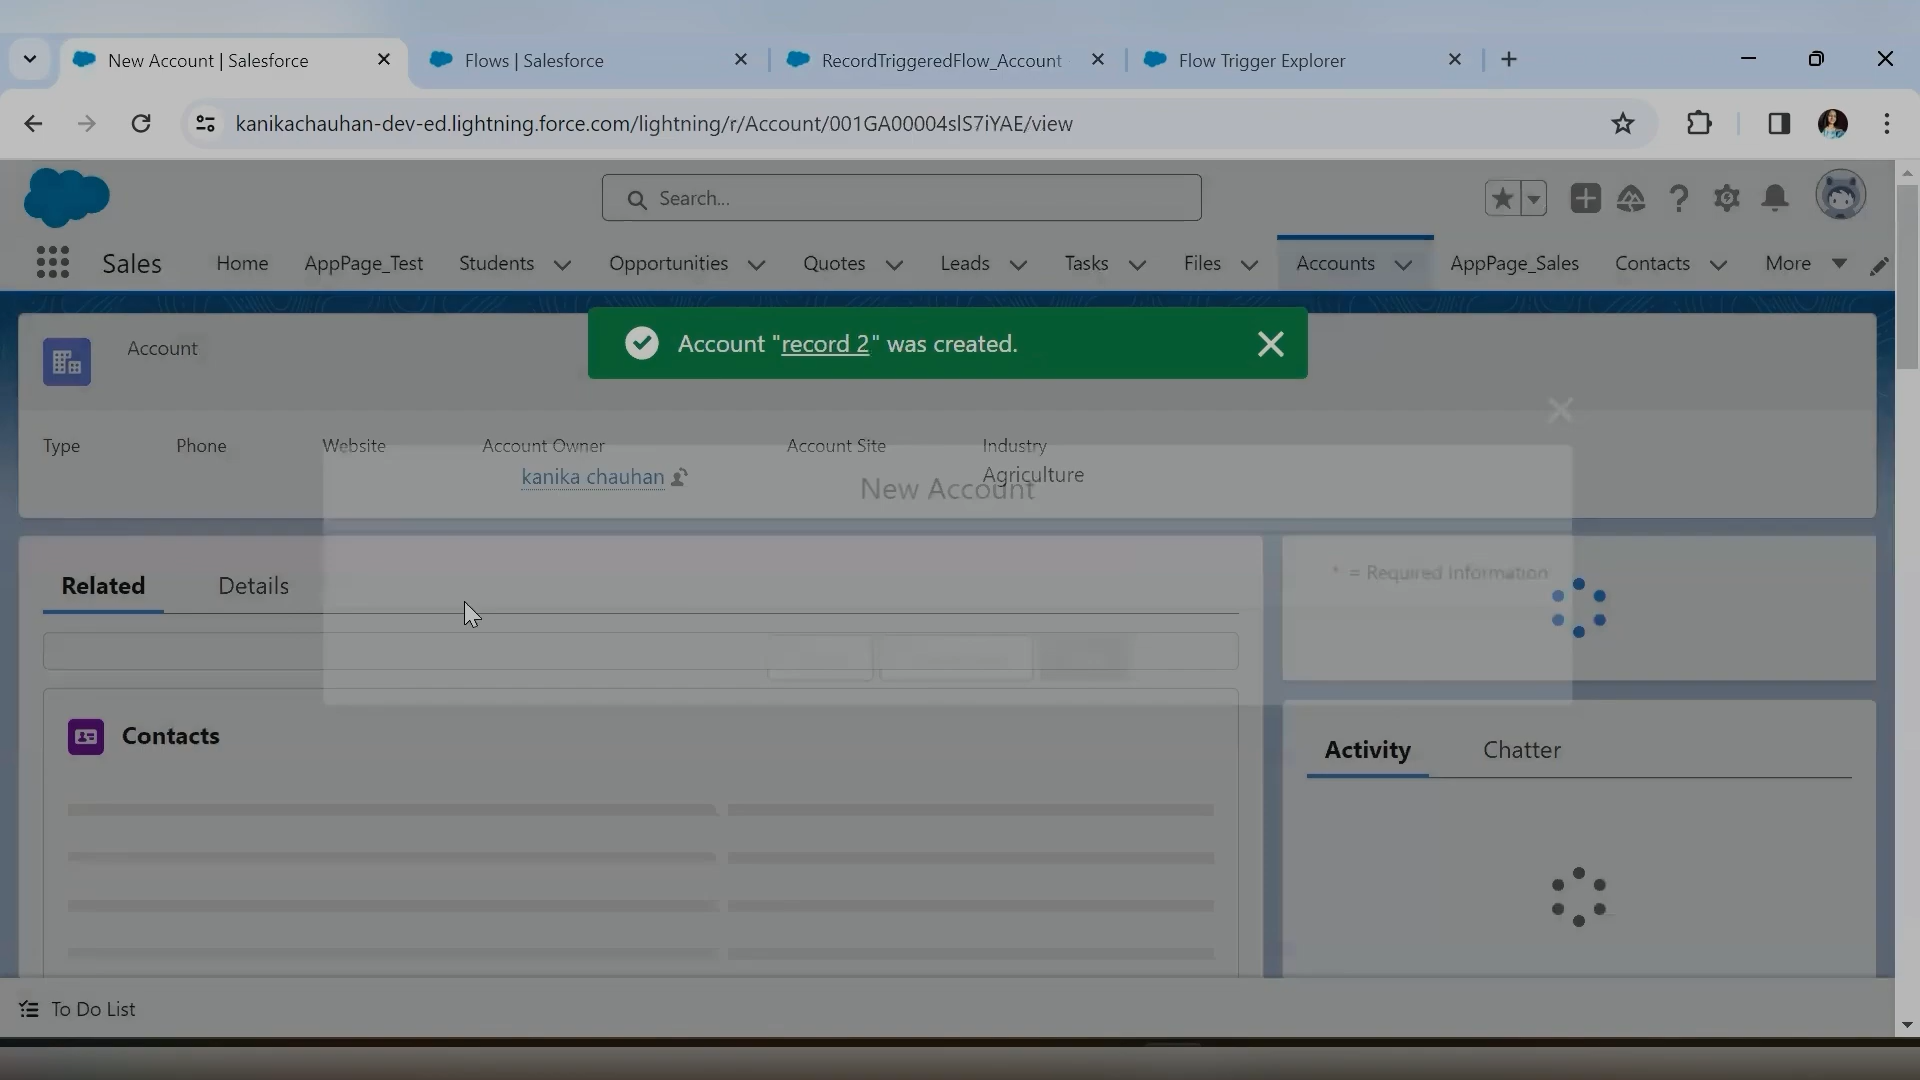 New Account | Salesforce
Flows | Salesforce
RecordTriggeredFlow_Account
Flow Trigger Explorer
kanikachauhan-dev-ed.lightning.force.com/lightning/r/Account/001GA00004slS7iYAE/view
Search...
Sales
Home
AppPage_Test
Students
Opportunities
Quotes
Leads
Tasks
Files
Accounts
AppPage_Sales
Contacts
More
Account "record 2" was created.
Account
Type
Phone
Website
Account Owner
Account Site
Industry
kanika chauhan
Agriculture
New Account
* = Required Information
Related
Details
Contacts
Activity
Chatter
To Do List